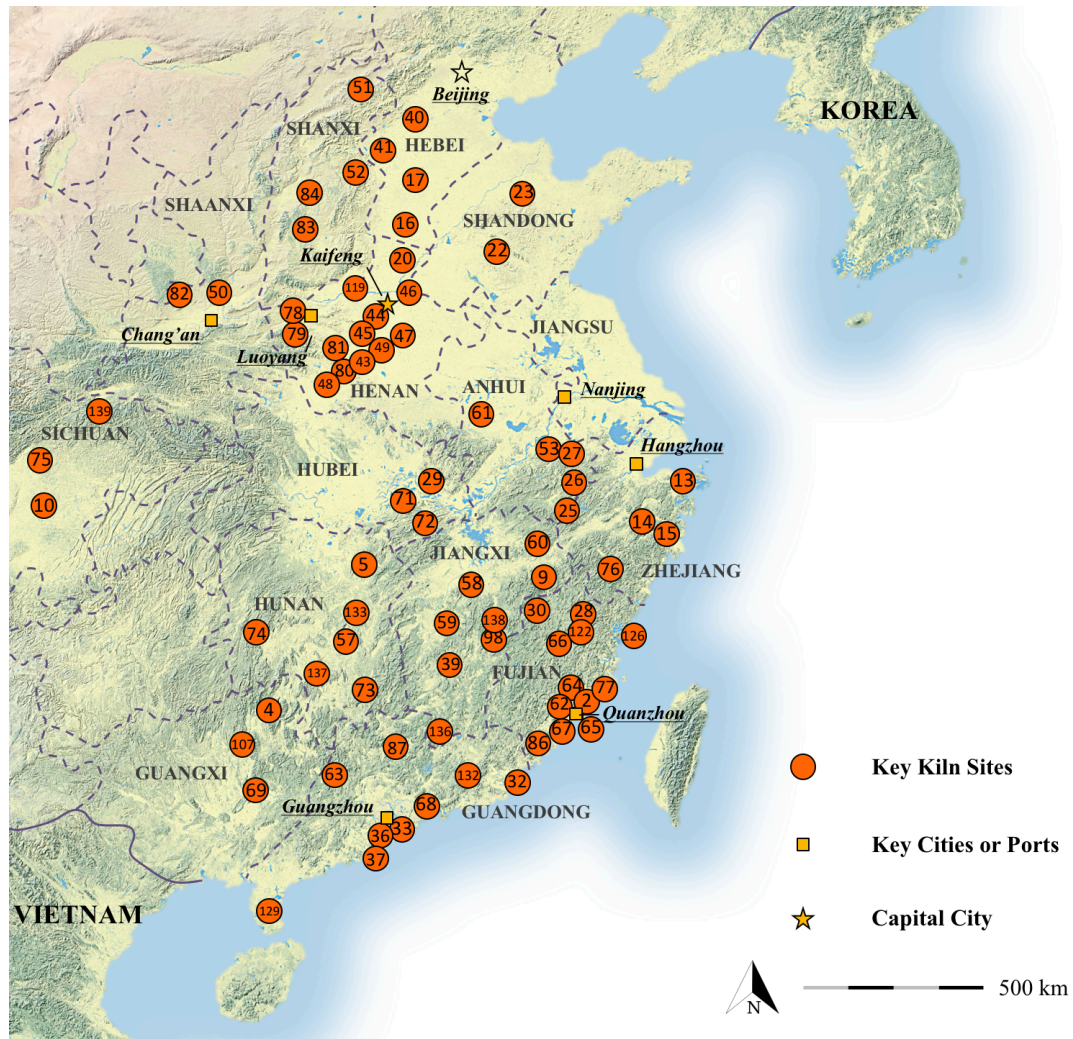 51
Beijing
KOREA
40
SHANXI
HEBEI
41
52
17
84
23
SHAANXI
SHANDONG
83
16
22
Kaifeng
20
82
50
119
46
78
44
Chang'an
79
45
47
JIANGSU
Luoyang
81
49
43
80
48
HENAN
ANHUI
Nanjing
139
61
SICHUAN
75
53
27
Hangzhou
HUBEI
29
26
13
10
71
25
72
14
15
60
JIANGXI
5
76
ZHEJIANG
9
58
HUNAN
133
30
28
59
138
74
57
98
66
122
126
39
137
FUJIAN
73
64
77
2
4
62
Quanzhou
107
136
67
65
87
86
GUANGXI
63
132
32
Key Kiln Sites
69
Guangzhou
68
GUANGDONG
33
36
37
Key Cities or Ports
129
VIETNAM
Capital City
N
500 km